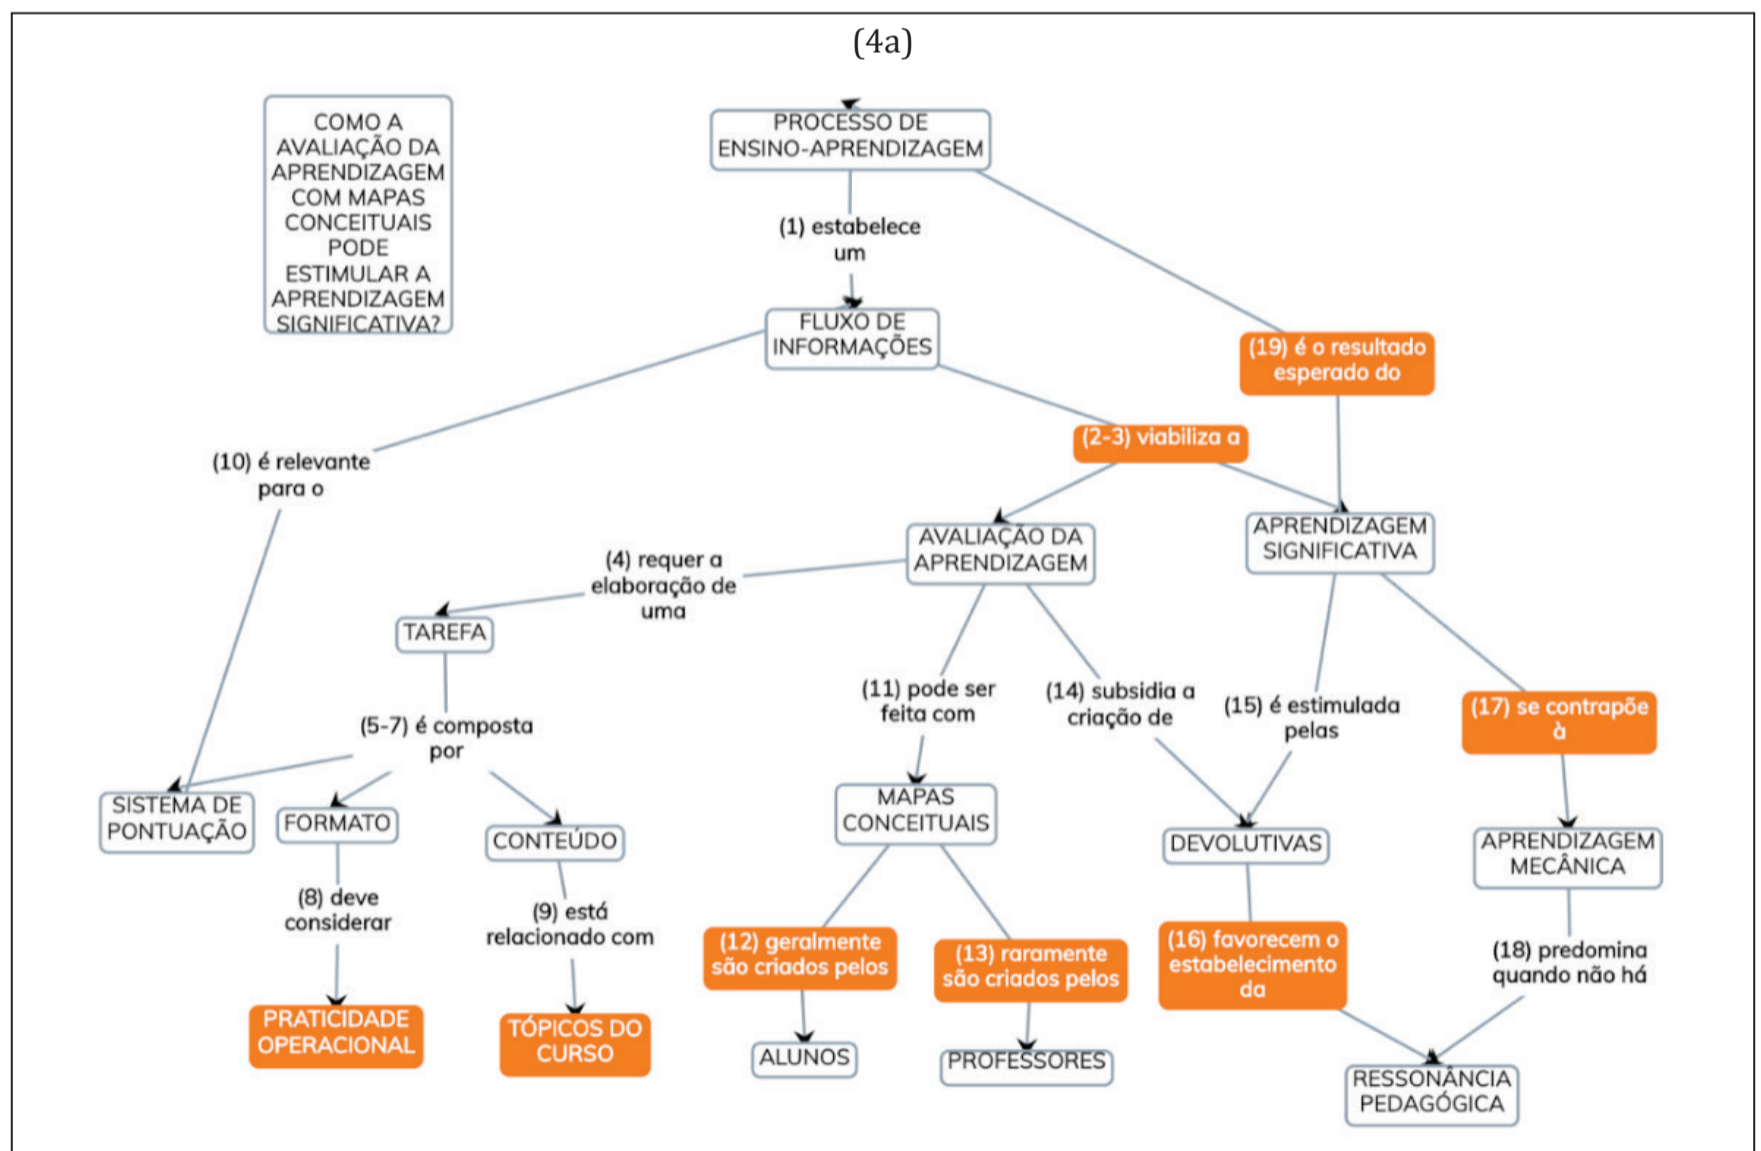 (4a)
COMO A
AVALIAÇÃO DA
APRENDIZAGEM
COM MAPAS
CONCEITUAIS
PODE
ESTIMULAR A
APRENDIZAGEM
SIGNIFICATIVA?
PROCESSO DE
ENSINO-APRENDIZAGEM
(1) estabelece
um
FLUXO DE
INFORMAÇÕES
(19) é o resultado
esperado do
(2-3) viabiliza a
(10) é relevante
para o
AVALIAÇÃO DA
APRENDIZAGEM
APRENDIZAGEM
SIGNIFICATIVA
(4) requer a
elaboração de
uma
TAREFA
(5-7) é composta
por
(11) pode ser
feita com
(14) subsidia a
criação de
(15) é estimulada
pelas
(17) se contrapõe
à
SISTEMA DE
PONTUAÇÃO
FORMATO
CONTEÚDO
MAPAS
CONCEITUAIS
DEVOLUTIVAS
APRENDIZAGEM
MECÂNICA
(8) deve
considerar
(9) está
relacionado com
(12) geralmente
são criados pelos
(13) raramente
são criados pelos
(16) favorecem o
estabelecimento
da
(18) predomina
quando não há
PRATICIDADE
OPERACIONAL
TÓPICOS DO
CURSO
ALUNOS
PROFESSORES
RESSONÂNCIA
PEDAGÓGICA